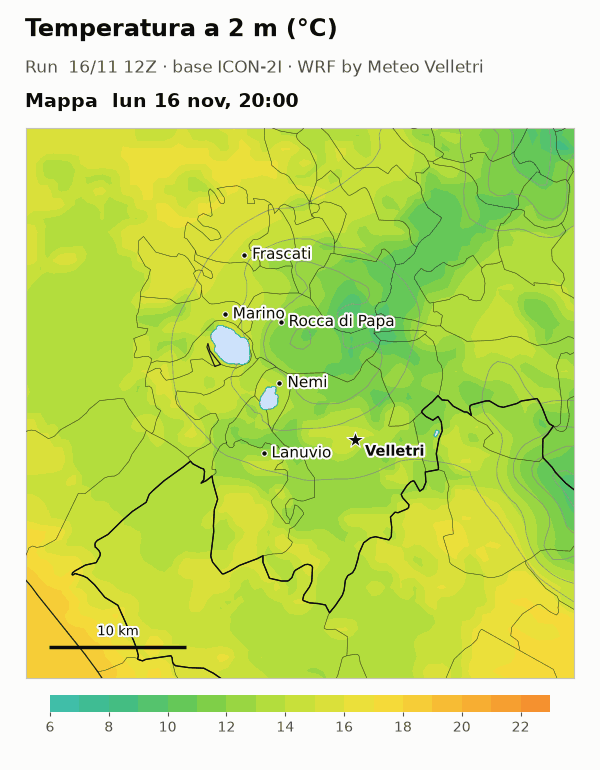 Temperatura a 2 m (°C)
Run  16/11 12Z · base ICON-2I · WRF by Meteo Velletri
Mappa  lun 16 nov, 20:00
Frascati
Marino
Rocca di Papa
Nemi
Velletri
Lanuvio
10 km
6 8 10 12 14 16 18 20 22